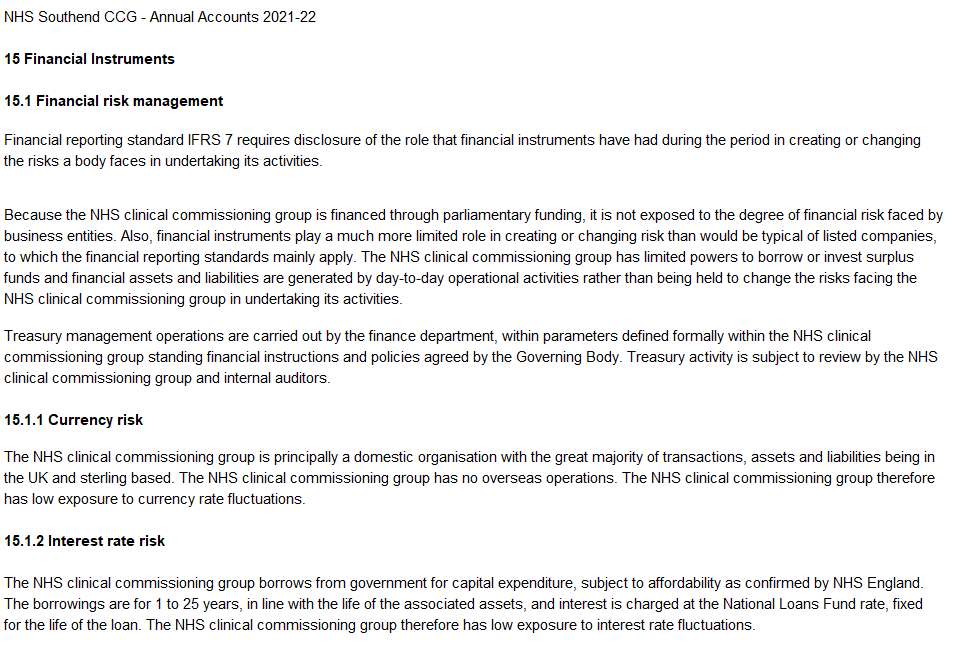 NHS Southend CCG - Annual Accounts 2021-22
15 Financial Instruments
15.1 Financial risk management
Financial reporting standard IFRS 7 requires disclosure of the role that financial instruments have had during the period in creating or changing
the risks a body faces in undertaking its activities.
Because the NHS clinical commissioning group is financed through parliamentary funding, it is not exposed to the degree of financial risk faced by
business entities. Also, financial instruments play a much more limited role in creating or changing risk than would be typical of listed companies,
to which the financial reporting standards mainly apply. The NHS clinical commissioning group has limited powers to borrow or invest surplus
funds and financial assets and liabilities are generated by day-to-day operational activities rather than being held to change the risks facing the
NHS clinical commissioning group in undertaking its activities.
Treasury management operations are carried out by the finance department, within parameters defined formally within the NHS clinical
commissioning group standing financial instructions and policies agreed by the Governing Body. Treasury activity is subject to review by the NHS
clinical commissioning group and internal auditors.
15.1.1 Currency risk
The NHS clinical commissioning group is principally a domestic organisation with the great majority of transactions, assets and liabilities being in
the UK and sterling based. The NHS clinical commissioning group has no overseas operations. The NHS clinical commissioning group therefore
has low exposure to currency rate fluctuations.
15.1.2 Interest rate risk
The NHS clinical commissioning group borrows from government for capital expenditure, subject to affordability as confirmed by NHS England.
The borrowings are for 1 to 25 years, in line with the life of the associated assets, and interest is charged at the National Loans Fund rate, fixed
for the life of the loan. The NHS clinical commissioning group therefore has low exposure to interest rate fluctuations.